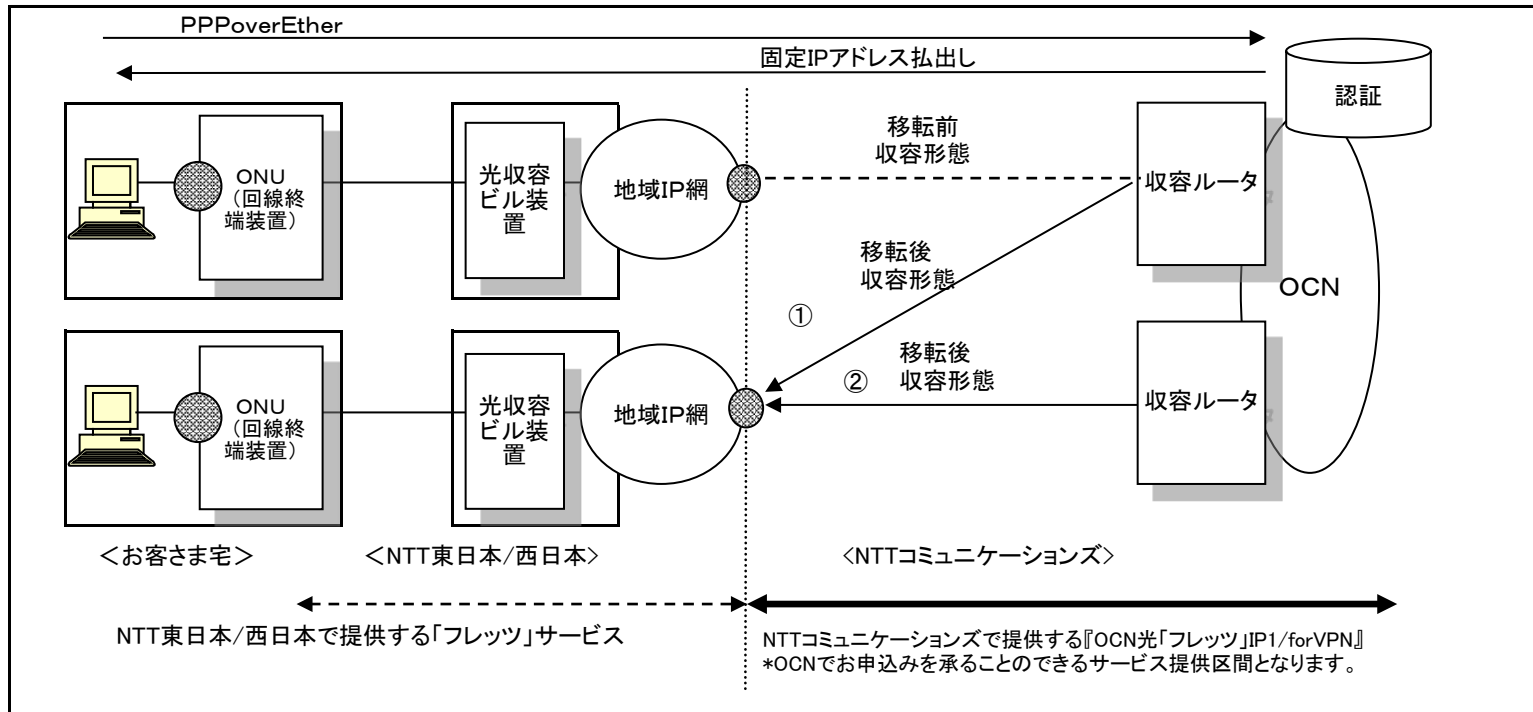 PPPoverEther
固定IPアドレス払出し
認証
ONU
（回線終
端装置）
光収容
ビル装
置
地域IP網
移転前
収容形態
収容ルータ
移転後
収容形態
①
OCN
移転後
②
収容形態
ONU
（回線終
端装置）
光収容
ビル装
置
地域IP網
収容ルータ
＜お客さま宅＞
＜NTT東日本/西日本＞
＜NTTコミュニケーションズ＞
NTT東日本/西日本で提供する「フレッツ」サービス
NTTコミュニケーションズで提供する『OCN光「フレッツ」IP1/forVPN』
*OCNでお申込みを承ることのできるサービス提供区間となります。